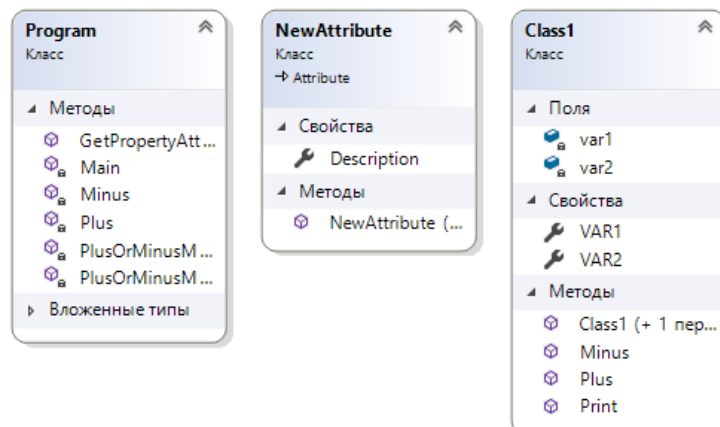 Program
Класс
Методы
GetPropertyAtt...
Main
Minus
Plus
PlusOrMinusM...
PlusOrMinusM...
Вложенные типы
NewAttribute
Класс
Attribute
Свойства
Description
Методы
NewAttribute (...
Class1
Класс
Поля
var1
var2
Свойства
VAR1
VAR2
Методы
Class1 (+ 1 пер...
Minus
Plus
Print